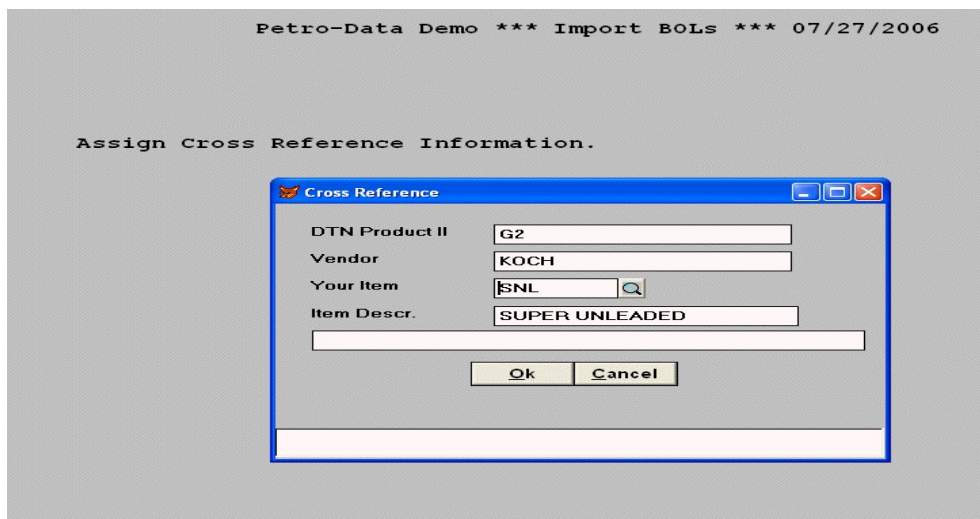 Petro-Data Demo *** Import BOLs *** 07/27/2006
Assign Cross Reference Information.
Cross Reference
DTN Product II
G2
Vendor
KOCH
Your Item
SNL
Item Descr.
SUPER UNLEADED
Ok
Cancel